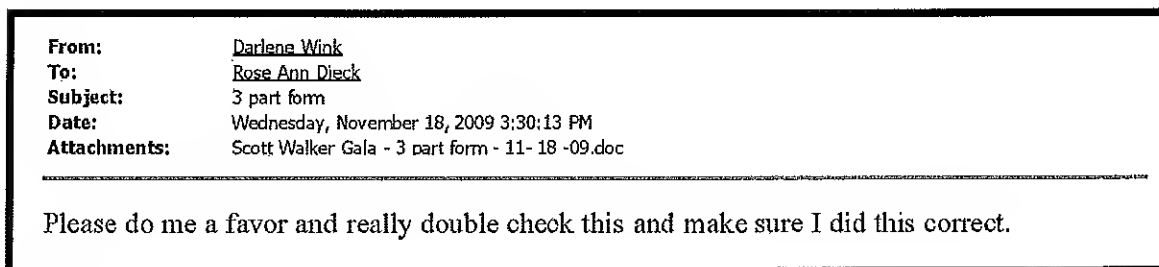 From: Darlene Wink
To: Rose Ann Dieck
Subject: 3 part form
Date: Wednesday, November 18, 2009 3:30:13 PM
Attachments: Scott Walker Gala - 3 part form - 11- 18 -09.doc
Please do me a favor and really double check this and make sure I did this correct.